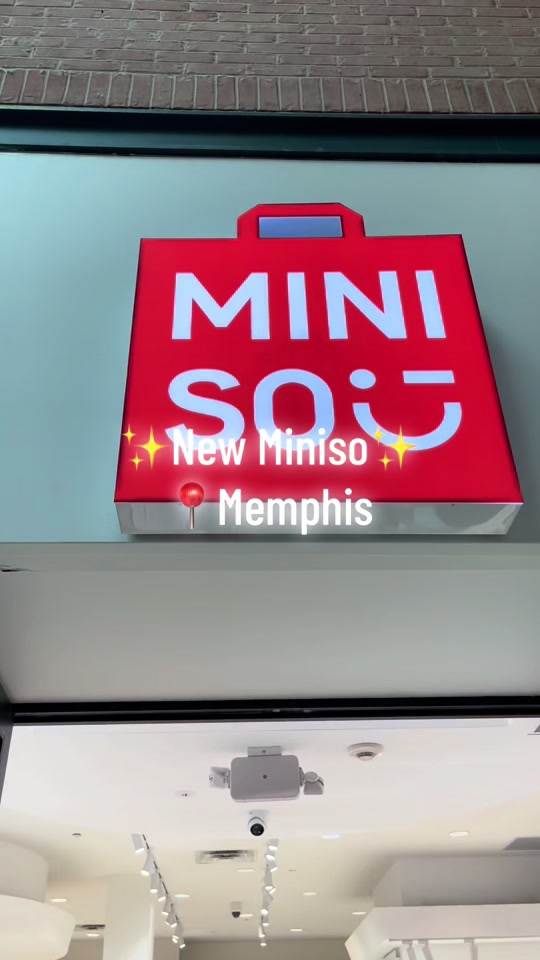 MINI
SO
✨New Miniso✨
📍 Memphis